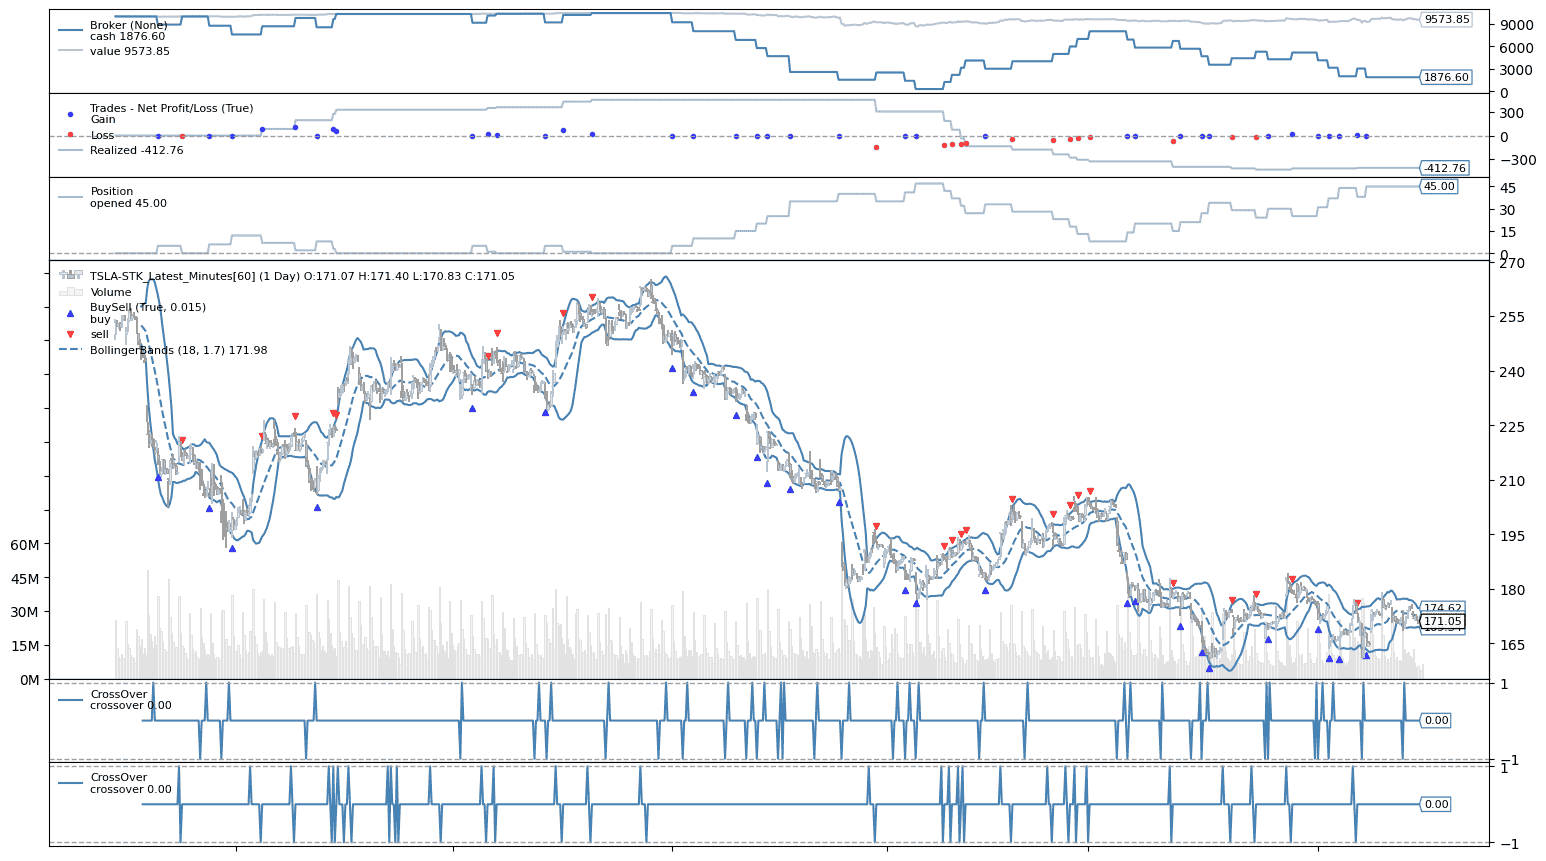 Broker (None)
cash 1876.60
value 9573.85
9573.85
1876.60
9000
6000
3000
0
Trades - Net Profit/Loss (True)
Gain
Loss
Realized -412.76
-412.76
300
0
−300
Position
opened 45.00
45.00
45
30
15
0
TSLA-STK_Latest_Minutes[60] (1 Day) O:171.07 H:171.40 L:170.83 C:171.05
Volume
BuySell (True, 0.015)
buy
sell
BollingerBands (18, 1.7) 171.98
270
255
240
225
210
195
180
165
174.62
171.05
60M
45M
30M
15M
0M
CrossOver
crossover 0.00
1
0.00
−1
CrossOver
crossover 0.00
1
0.00
−1